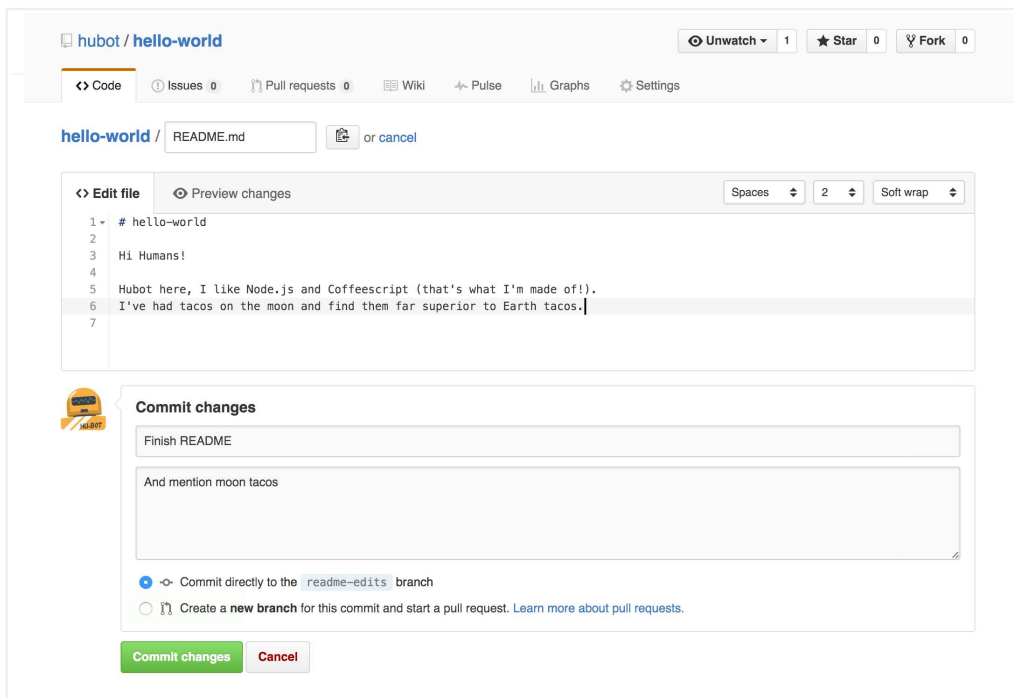 hubot / hello-world
Unwatch 1 Star 0 Fork 0
<> Code Issues 0 Pull requests 0 Wiki Pulse Graphs Settings
hello-world / README.md or cancel
<> Edit file Preview changes Spaces 2 Soft wrap
1 # hello-world
2
3 Hi Humans!
4
5 Hubot here, I like Node.js and Coffeescript (that's what I'm made of!).
6 I've had tacos on the moon and find them far superior to Earth tacos.
7
HU-BOT
Commit changes
Finish README
And mention moon tacos
Commit directly to the readme-edits branch
Create a new branch for this commit and start a pull request. Learn more about pull requests.
Commit changes Cancel